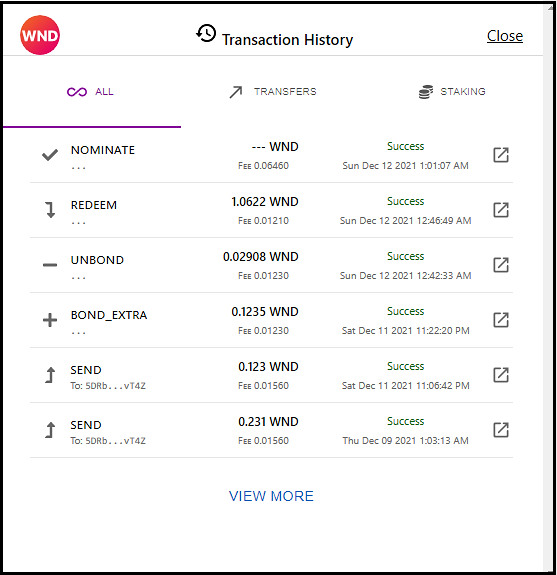 WND
Transaction History
Close
ALL
TRANSFERS
STAKING
NOMINATE
...
--- WND
FEE 0.06460
Success
Sun Dec 12 2021 1:01:07 AM
REDEEM
...
1.0622 WND
FEE 0.01210
Success
Sun Dec 12 2021 12:46:49 AM
UNBOND
...
0.02908 WND
FEE 0.01230
Success
Sun Dec 12 2021 12:42:33 AM
BOND_EXTRA
...
0.1235 WND
FEE 0.01230
Success
Sat Dec 11 2021 11:22:20 PM
SEND
To: 5DRb...vT4Z
0.123 WND
FEE 0.01560
Success
Sat Dec 11 2021 11:06:42 PM
SEND
To: 5DRb...vT4Z
0.231 WND
FEE 0.01560
Success
Thu Dec 09 2021 1:03:13 AM
VIEW MORE